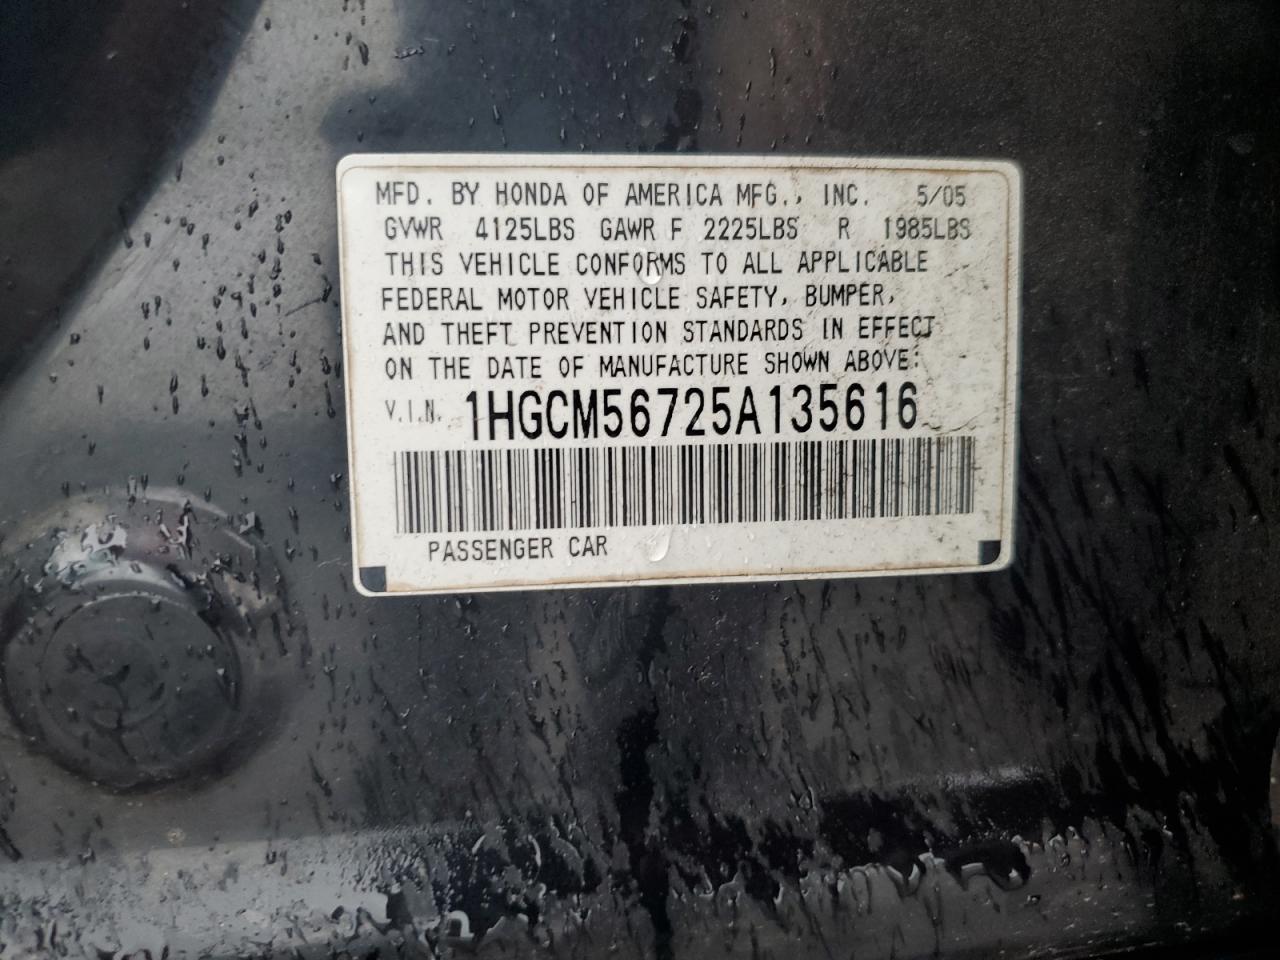 MFD. BY HONDA OF AMERICA MFG., INC. 5/05
GVWR 4125LBS GAWR F 2225LBS R 1985LBS
THIS VEHICLE CONFORMS TO ALL APPLICABLE
FEDERAL MOTOR VEHICLE SAFETY, BUMPER,
AND THEFT PREVENTION STANDARDS IN EFFECT
ON THE DATE OF MANUFACTURE SHOWN ABOVE:
V.I.N. 1HGCM56725A135616
PASSENGER CAR